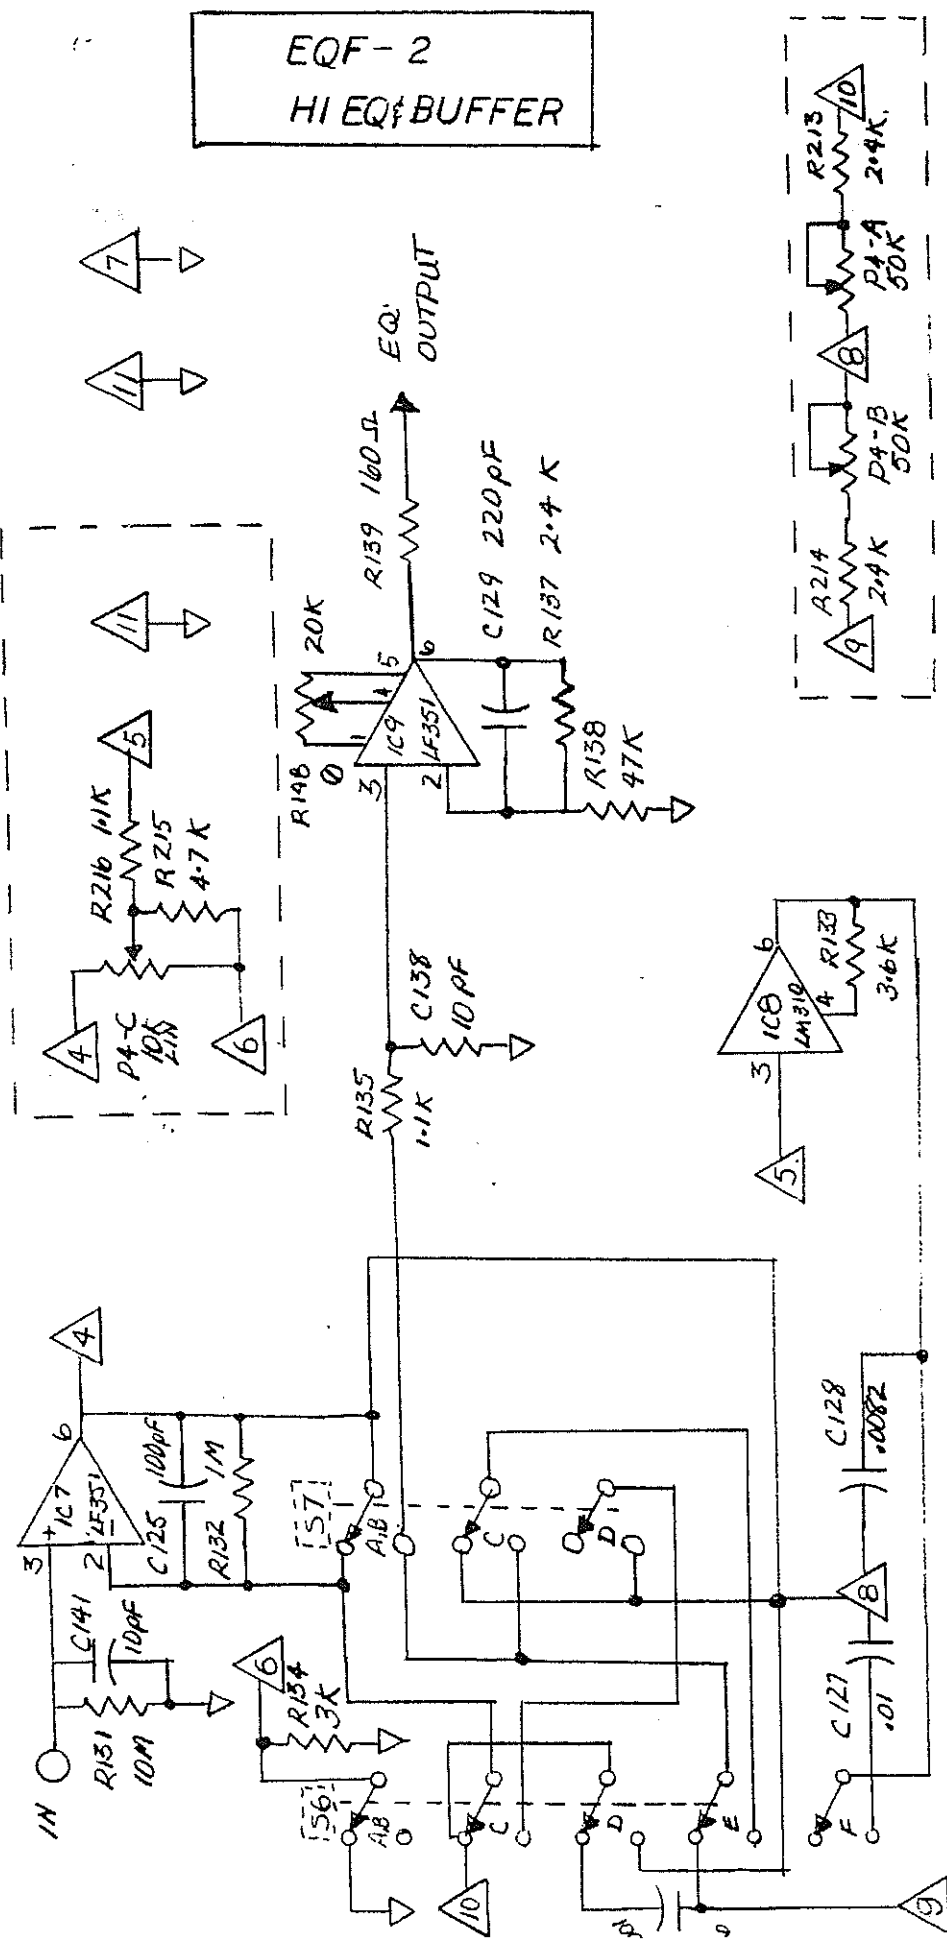 EQF-2
HI EQ & BUFFER
7
11
4
P4-C
10K
LIN
6
R216 1.1K
R215
4.7K
5
11
IN
R131
10M
C141
10pF
3
2
+
-
IC7
LF351
6
4
C125
100pF
R132
1M
6
R134
3K
S7
A,B
C
D
S6
AB
C
D
E
F
10
9
C127
.01
8
C128
.0082
R135
1.1K
C138
10PF
R148
20K
3
2
1
4
5
6
IC9
LF351
R139 160Ω
EQ
OUTPUT
C129 220pF
R137 2.4K
R138
47K
5
3
IC8
LM310
4
6
R133
3.6K
9
R214
2.4K
P4-B
50K
8
P4-A
50K
R213
2.4K
10